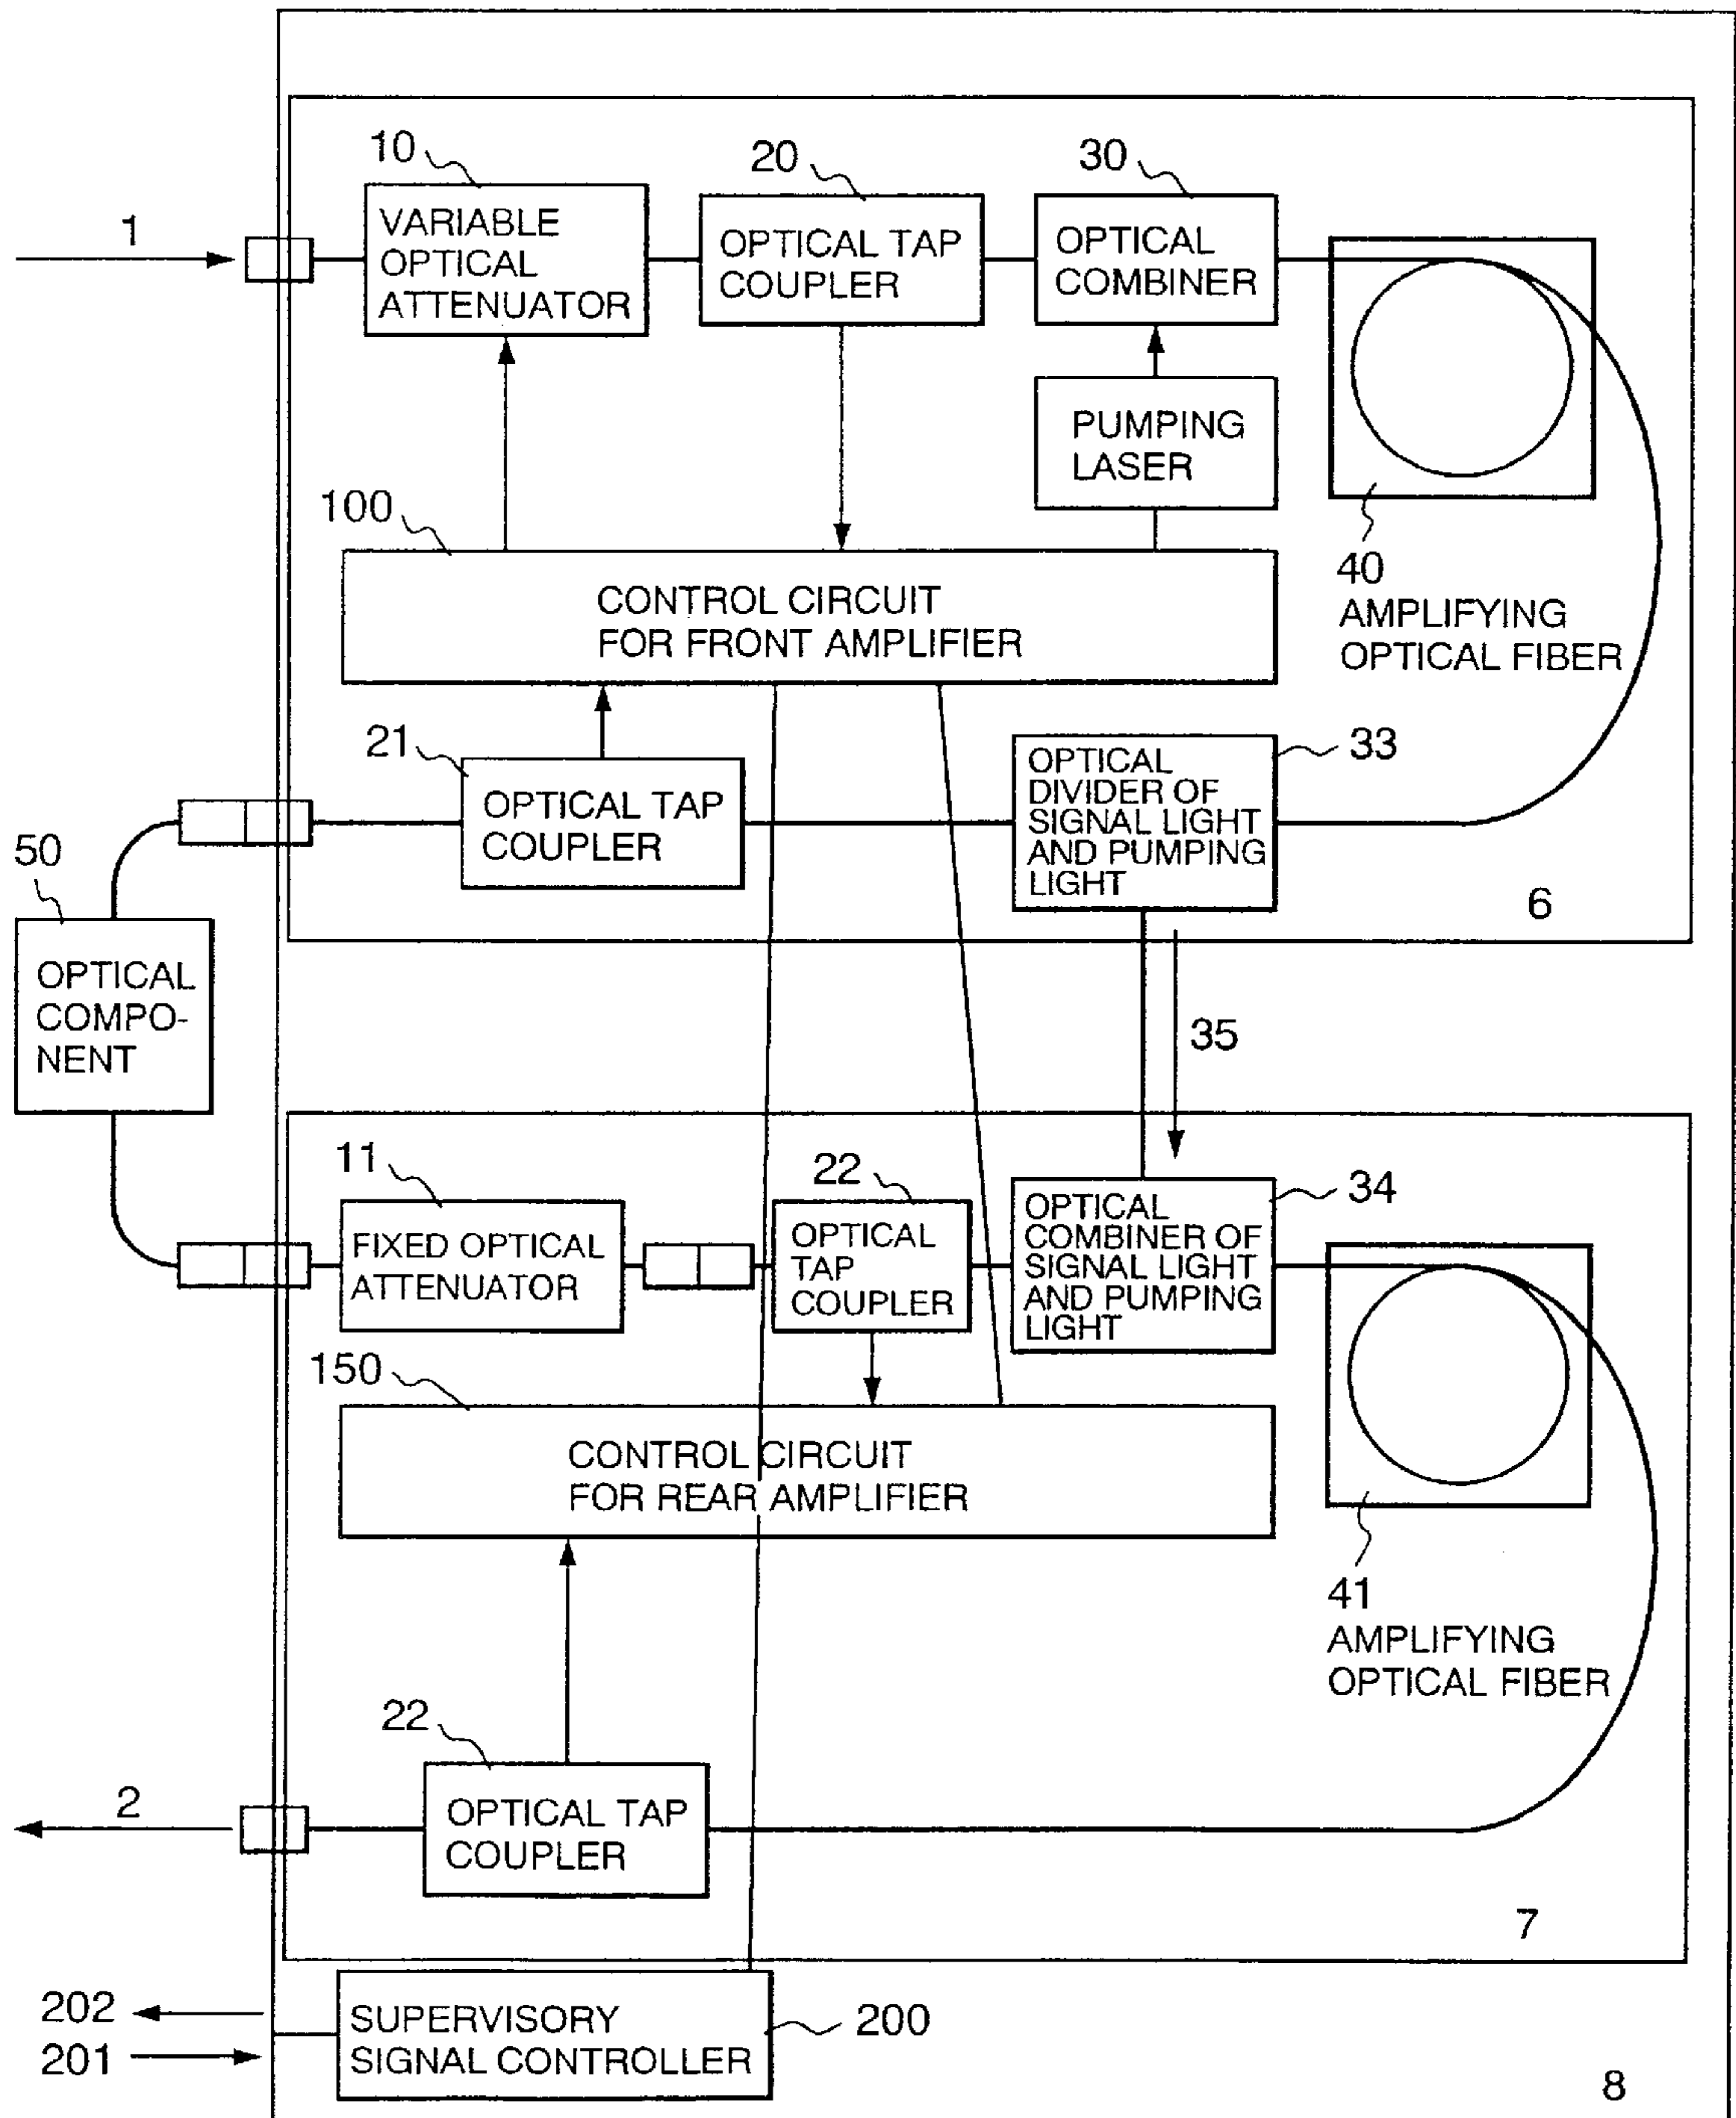 10
20
30
1
VARIABLE
OPTICAL
ATTENUATOR
OPTICAL TAP
COUPLER
OPTICAL
COMBINER
PUMPING
LASER
100
40
AMPLIFYING
OPTICAL FIBER
CONTROL CIRCUIT
FOR FRONT AMPLIFIER
21
33
OPTICAL TAP
COUPLER
OPTICAL
DIVIDER OF
SIGNAL LIGHT
AND PUMPING
LIGHT
50
6
OPTICAL
COMPO-
NENT
35
11
22
34
FIXED OPTICAL
ATTENUATOR
OPTICAL
TAP
COUPLER
OPTICAL
COMBINER OF
SIGNAL LIGHT
AND PUMPING
LIGHT
150
CONTROL CIRCUIT
FOR REAR AMPLIFIER
41
AMPLIFYING
OPTICAL FIBER
22
2
OPTICAL TAP
COUPLER
7
202
201
SUPERVISORY
SIGNAL CONTROLLER
200
8